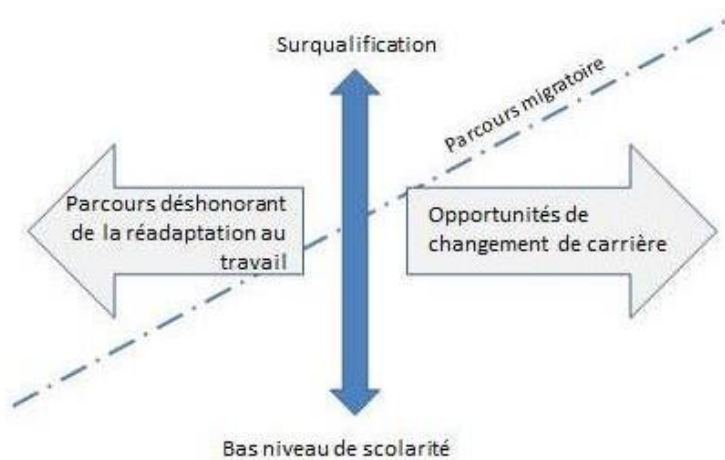 Surqualification
Parcours migratoire
Parcours déshonorant
de la réadaptation au
travail
Opportunités de
changement de carrière
Bas niveau de scolarité